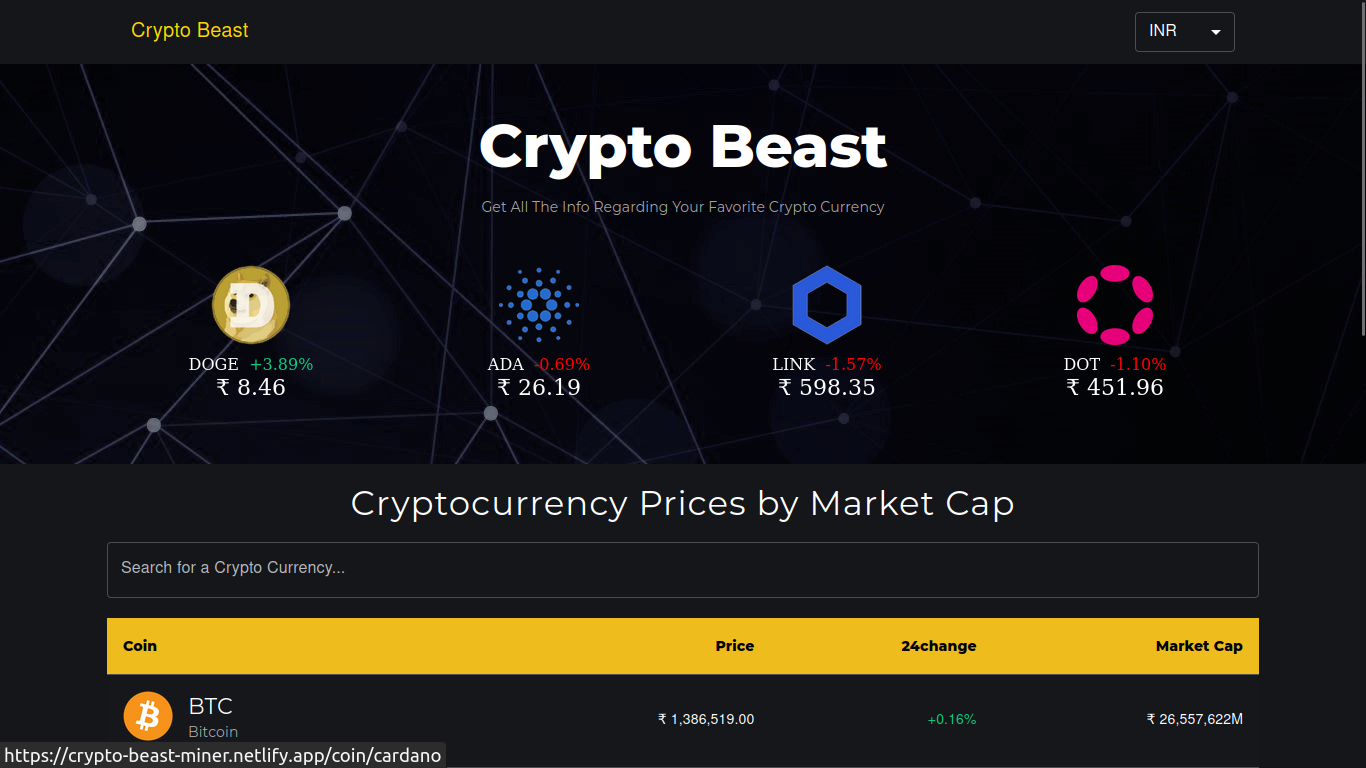 Crypto Beast
INR
Crypto Beast
Get All The Info Regarding Your Favorite Crypto Currency
D
DOGE +3.89%
₹ 8.46
ADA -0.69%
₹ 26.19
LINK -1.57%
₹ 598.35
DOT -1.10%
₹ 451.96
Cryptocurrency Prices by Market Cap
Search for a Crypto Currency...
Coin Price 24change Market Cap
BTC
Bitcoin
₹ 1,386,519.00 +0.16% ₹ 26,557,622M
https://crypto-beast-miner.netlify.app/coin/cardano